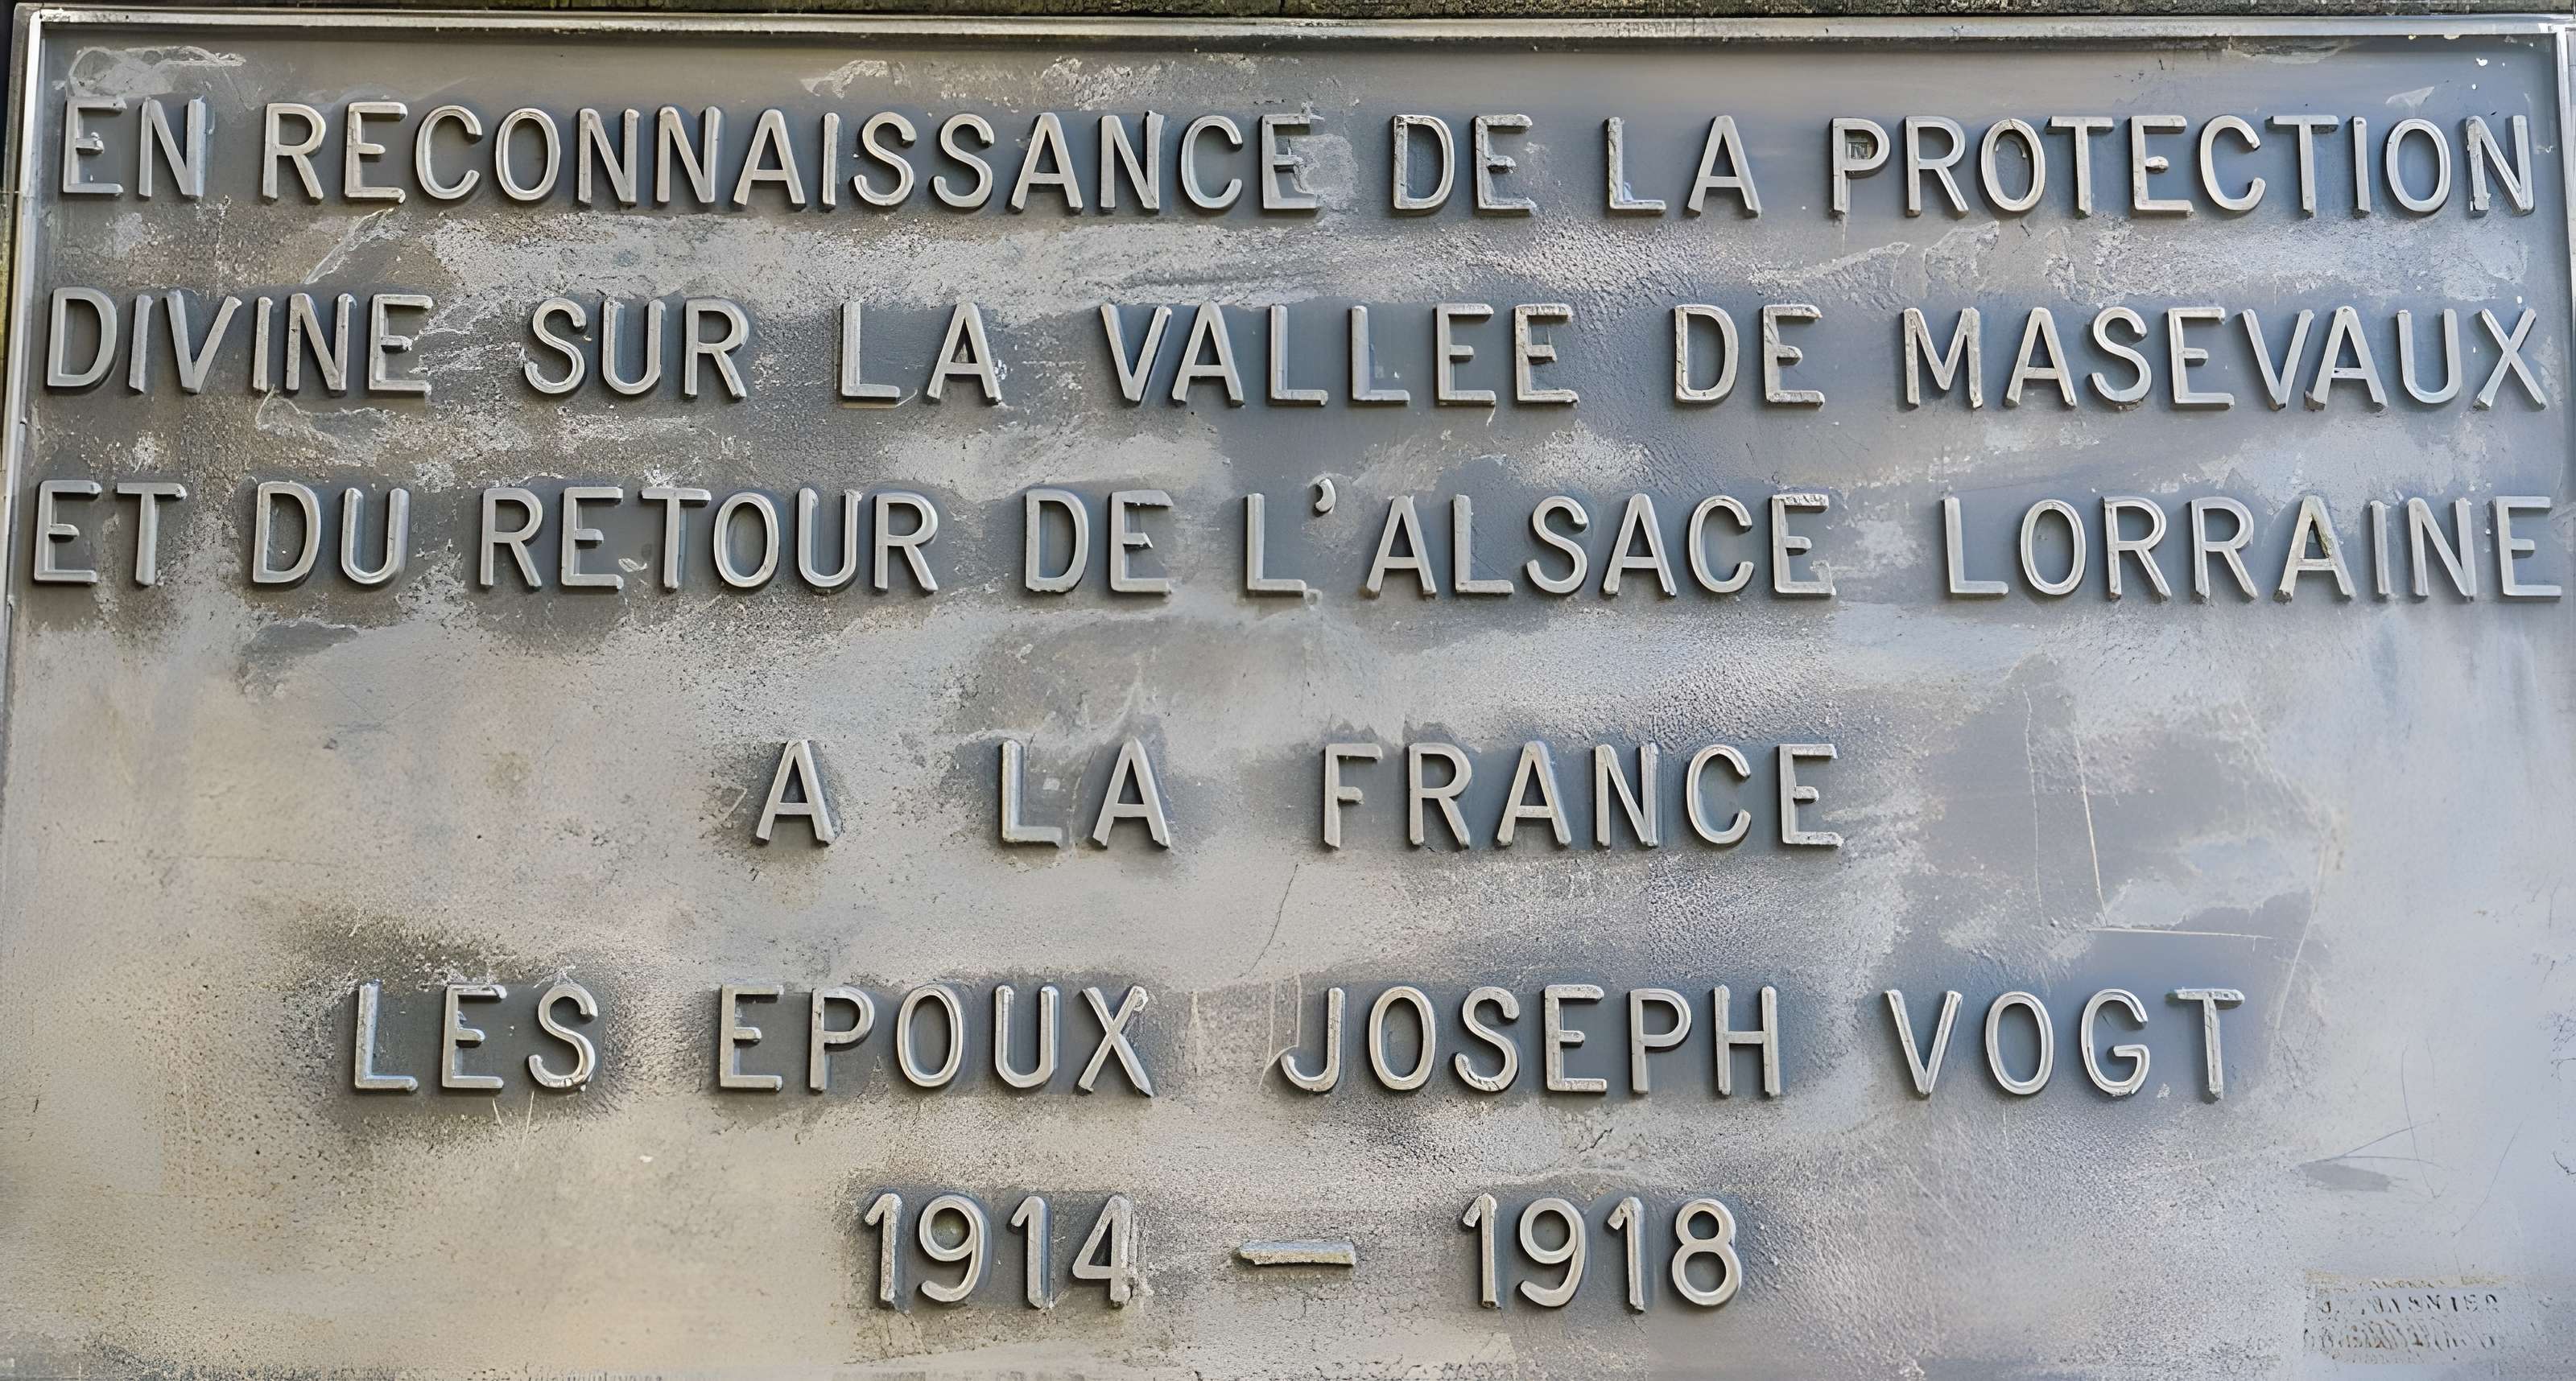 EN RECONNAISSANCE DE LA PROTECTION
DIVINE SUR LA VALLEE DE MASEVAUX
ET DU RETOUR DE L'ALSACE LORRAINE
A LA FRANCE
LES EPOUX JOSEPH VOGT
1914 — 1918